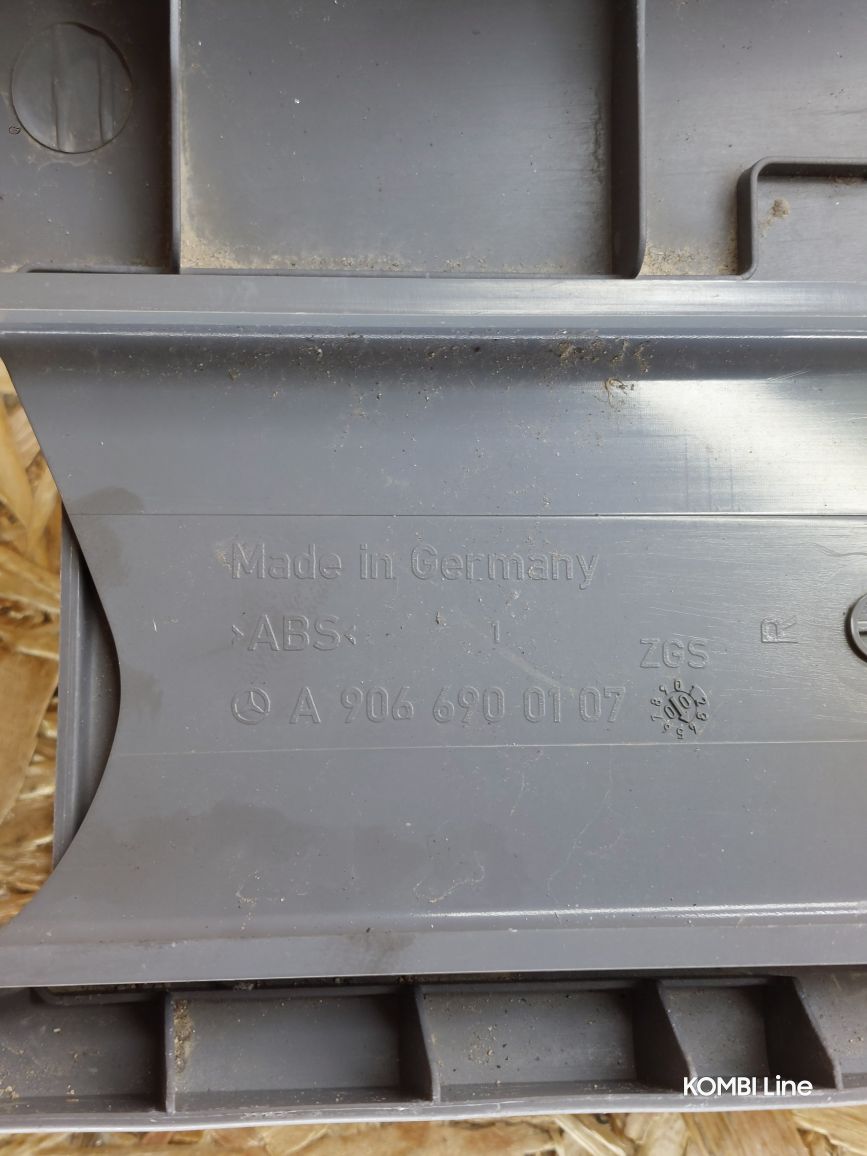 Made in Germany
>ABS< 1
R
ZGS
A 906 690 01 07
KOMBI Line